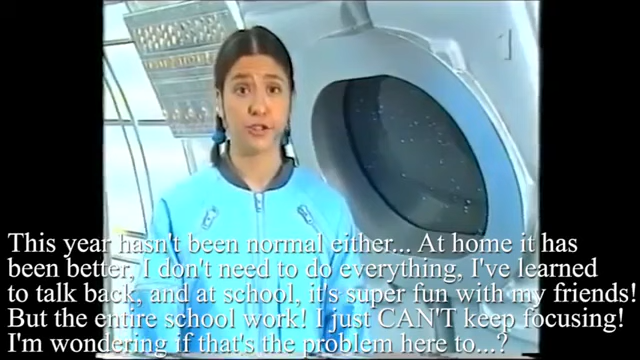 This year hasn't been normal either... At home it has
been better, I don't need to do everything, I've learned
to talk back, and at school, it's super fun with my friends!
But the entire school work! I just CAN'T keep focusing!
I'm wondering if that's the problem here to...?
1